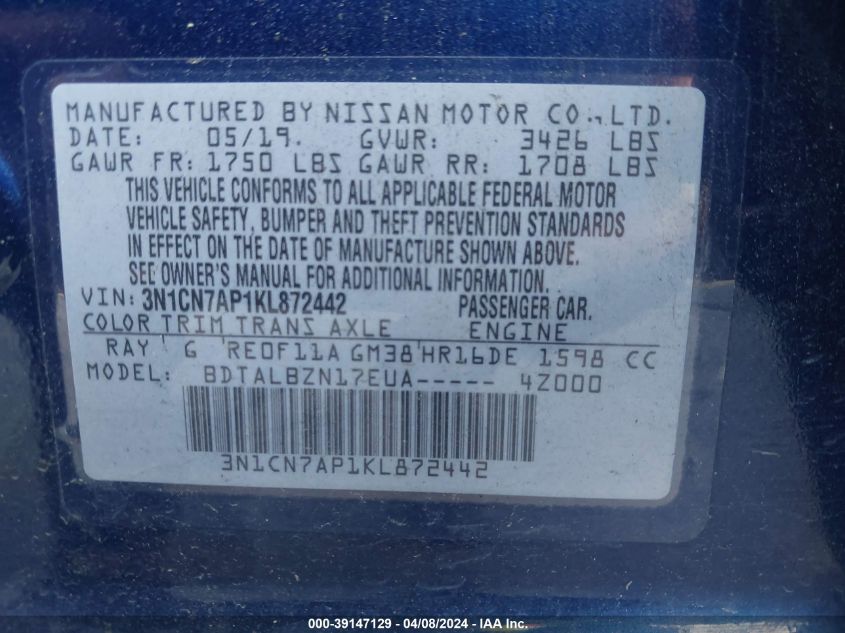 MANUFACTURED BY NISSAN MOTOR CO., LTD.
DATE: 05/19. GVWR: 3426 LBS
GAWR FR: 1750 LBS GAWR RR: 1708 LBS
THIS VEHICLE CONFORMS TO ALL APPLICABLE FEDERAL MOTOR
VEHICLE SAFETY, BUMPER AND THEFT PREVENTION STANDARDS
IN EFFECT ON THE DATE OF MANUFACTURE SHOWN ABOVE.
SEE OWNER'S MANUAL FOR ADDITIONAL INFORMATION.
VIN: 3N1CN7AP1KL872442 PASSENGER CAR.
COLOR TRIM TRANS AXLE ENGINE
RAY G RE0F11A GM38 HR16DE 1598 CC
MODEL: BDTALBZN17EUA----- 4Z000
3N1CN7AP1KL872442
000-39147129 - 04/08/2024 - IAA Inc.